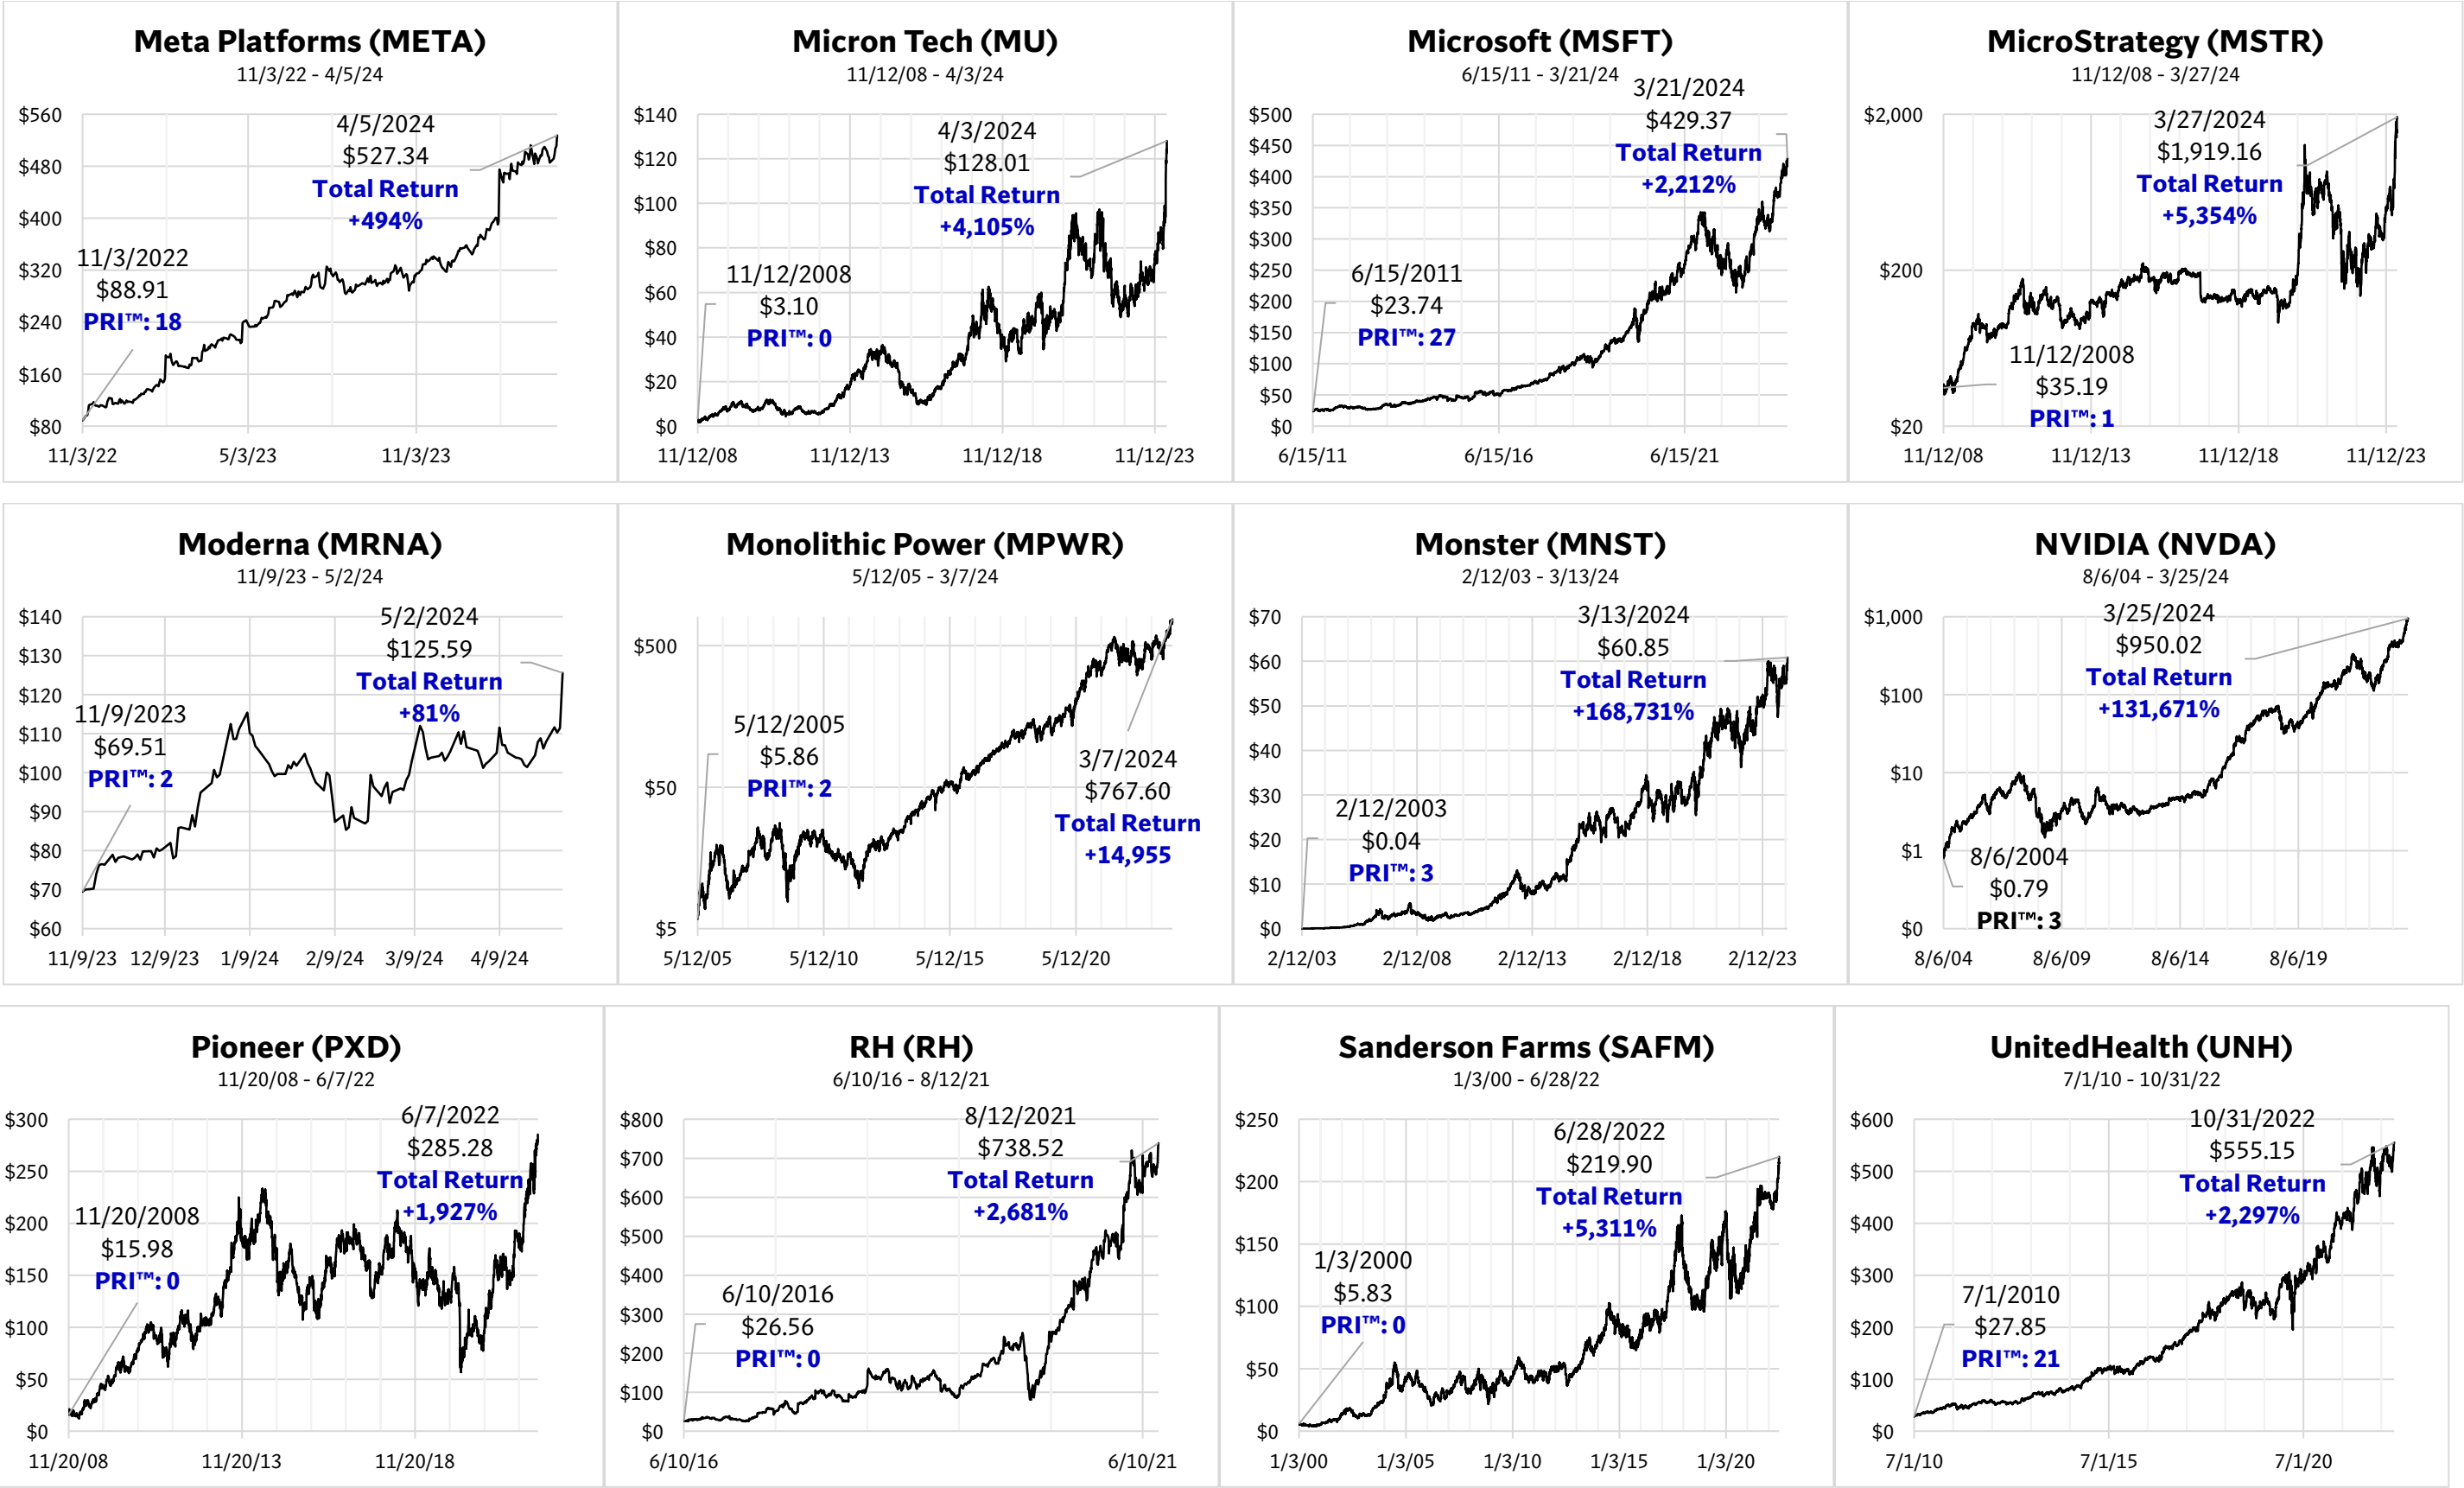 Meta Platforms (META)
11/3/22 - 4/5/24
4/5/2024
$527.34
Total Return
+494%
11/3/2022
$88.91
PRI™: 18
$560
$480
$400
$320
$240
$160
$80
11/3/22 5/3/23 11/3/23
Micron Tech (MU)
11/12/08 - 4/3/24
4/3/2024
$128.01
Total Return
+4,105%
11/12/2008
$3.10
PRI™: 0
$140
$120
$100
$80
$60
$40
$20
$0
11/12/08 11/12/13 11/12/18 11/12/23
Microsoft (MSFT)
6/15/11 - 3/21/24
3/21/2024
$429.37
Total Return
+2,212%
6/15/2011
$23.74
PRI™: 27
$500
$450
$400
$350
$300
$250
$200
$150
$100
$50
$0
6/15/11 6/15/16 6/15/21
MicroStrategy (MSTR)
11/12/08 - 3/27/24
3/27/2024
$1,919.16
Total Return
+5,354%
11/12/2008
$35.19
PRI™: 1
$2,000
$200
$20
11/12/08 11/12/13 11/12/18 11/12/23
Moderna (MRNA)
11/9/23 - 5/2/24
5/2/2024
$125.59
Total Return
+81%
11/9/2023
$69.51
PRI™: 2
$140
$130
$120
$110
$100
$90
$80
$70
$60
11/9/23 12/9/23 1/9/24 2/9/24 3/9/24 4/9/24
Monolithic Power (MPWR)
5/12/05 - 3/7/24
5/12/2005
$5.86
PRI™: 2
3/7/2024
$767.60
Total Return
+14,955
$500
$50
$5
5/12/05 5/12/10 5/12/15 5/12/20
Monster (MNST)
2/12/03 - 3/13/24
3/13/2024
$60.85
Total Return
+168,731%
2/12/2003
$0.04
PRI™: 3
$70
$60
$50
$40
$30
$20
$10
$0
2/12/03 2/12/08 2/12/13 2/12/18 2/12/23
NVIDIA (NVDA)
8/6/04 - 3/25/24
3/25/2024
$950.02
Total Return
+131,671%
8/6/2004
$0.79
PRI™: 3
$1,000
$100
$10
$1
$0
8/6/04 8/6/09 8/6/14 8/6/19
Pioneer (PXD)
11/20/08 - 6/7/22
6/7/2022
$285.28
Total Return
+1,927%
11/20/2008
$15.98
PRI™: 0
$300
$250
$200
$150
$100
$50
$0
11/20/08 11/20/13 11/20/18
RH (RH)
6/10/16 - 8/12/21
8/12/2021
$738.52
Total Return
+2,681%
6/10/2016
$26.56
PRI™: 0
$800
$700
$600
$500
$400
$300
$200
$100
$0
6/10/16 6/10/21
Sanderson Farms (SAFM)
1/3/00 - 6/28/22
6/28/2022
$219.90
Total Return
+5,311%
1/3/2000
$5.83
PRI™: 0
$250
$200
$150
$100
$50
$0
1/3/00 1/3/05 1/3/10 1/3/15 1/3/20
UnitedHealth (UNH)
7/1/10 - 10/31/22
10/31/2022
$555.15
Total Return
+2,297%
7/1/2010
$27.85
PRI™: 21
$600
$500
$400
$300
$200
$100
$0
7/1/10 7/1/15 7/1/20